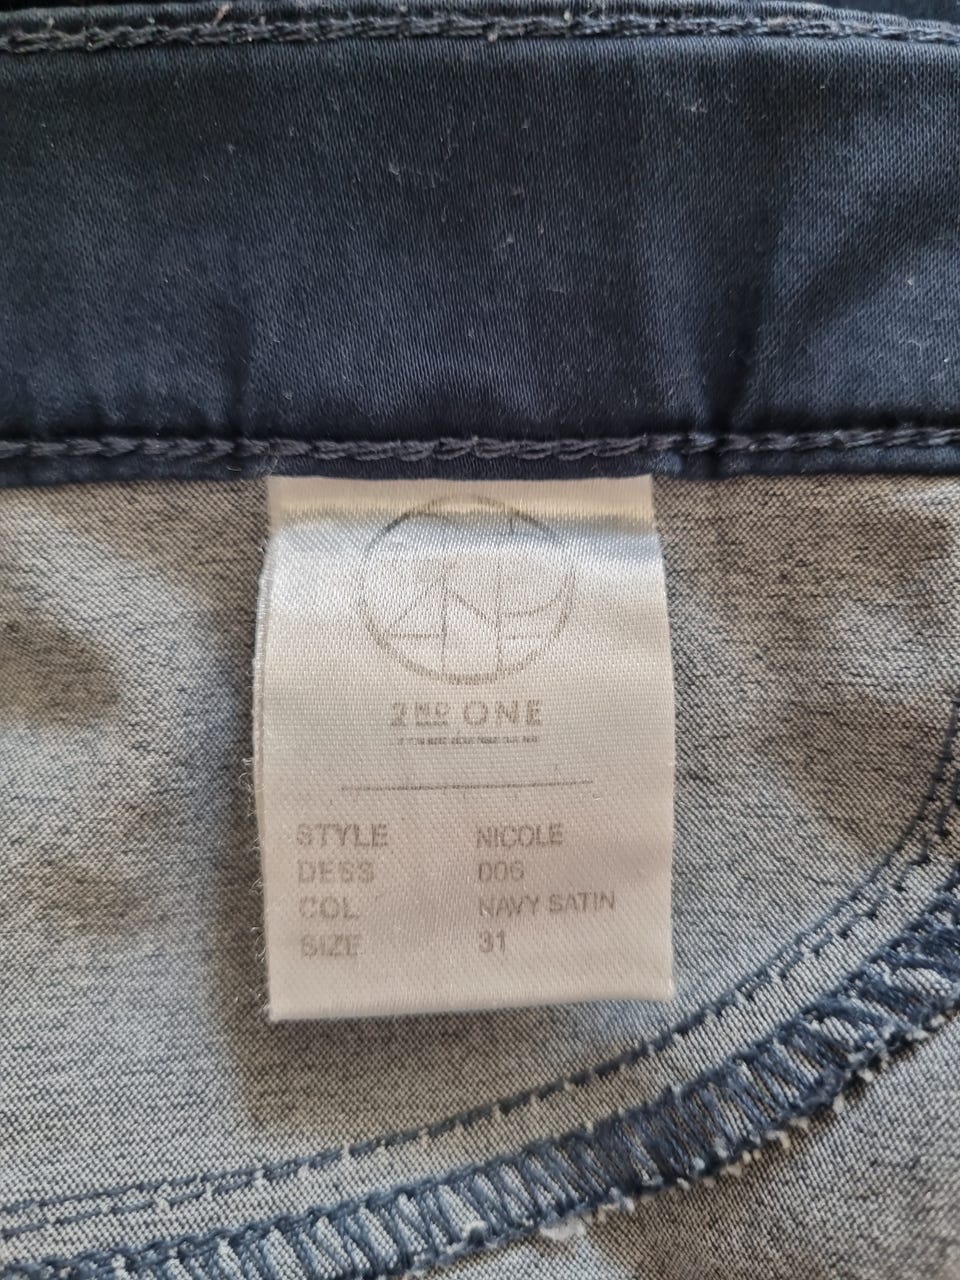 2ND ONE
STYLE NICOLE
DESS 006
COL NAVY SATIN
SIZE 31